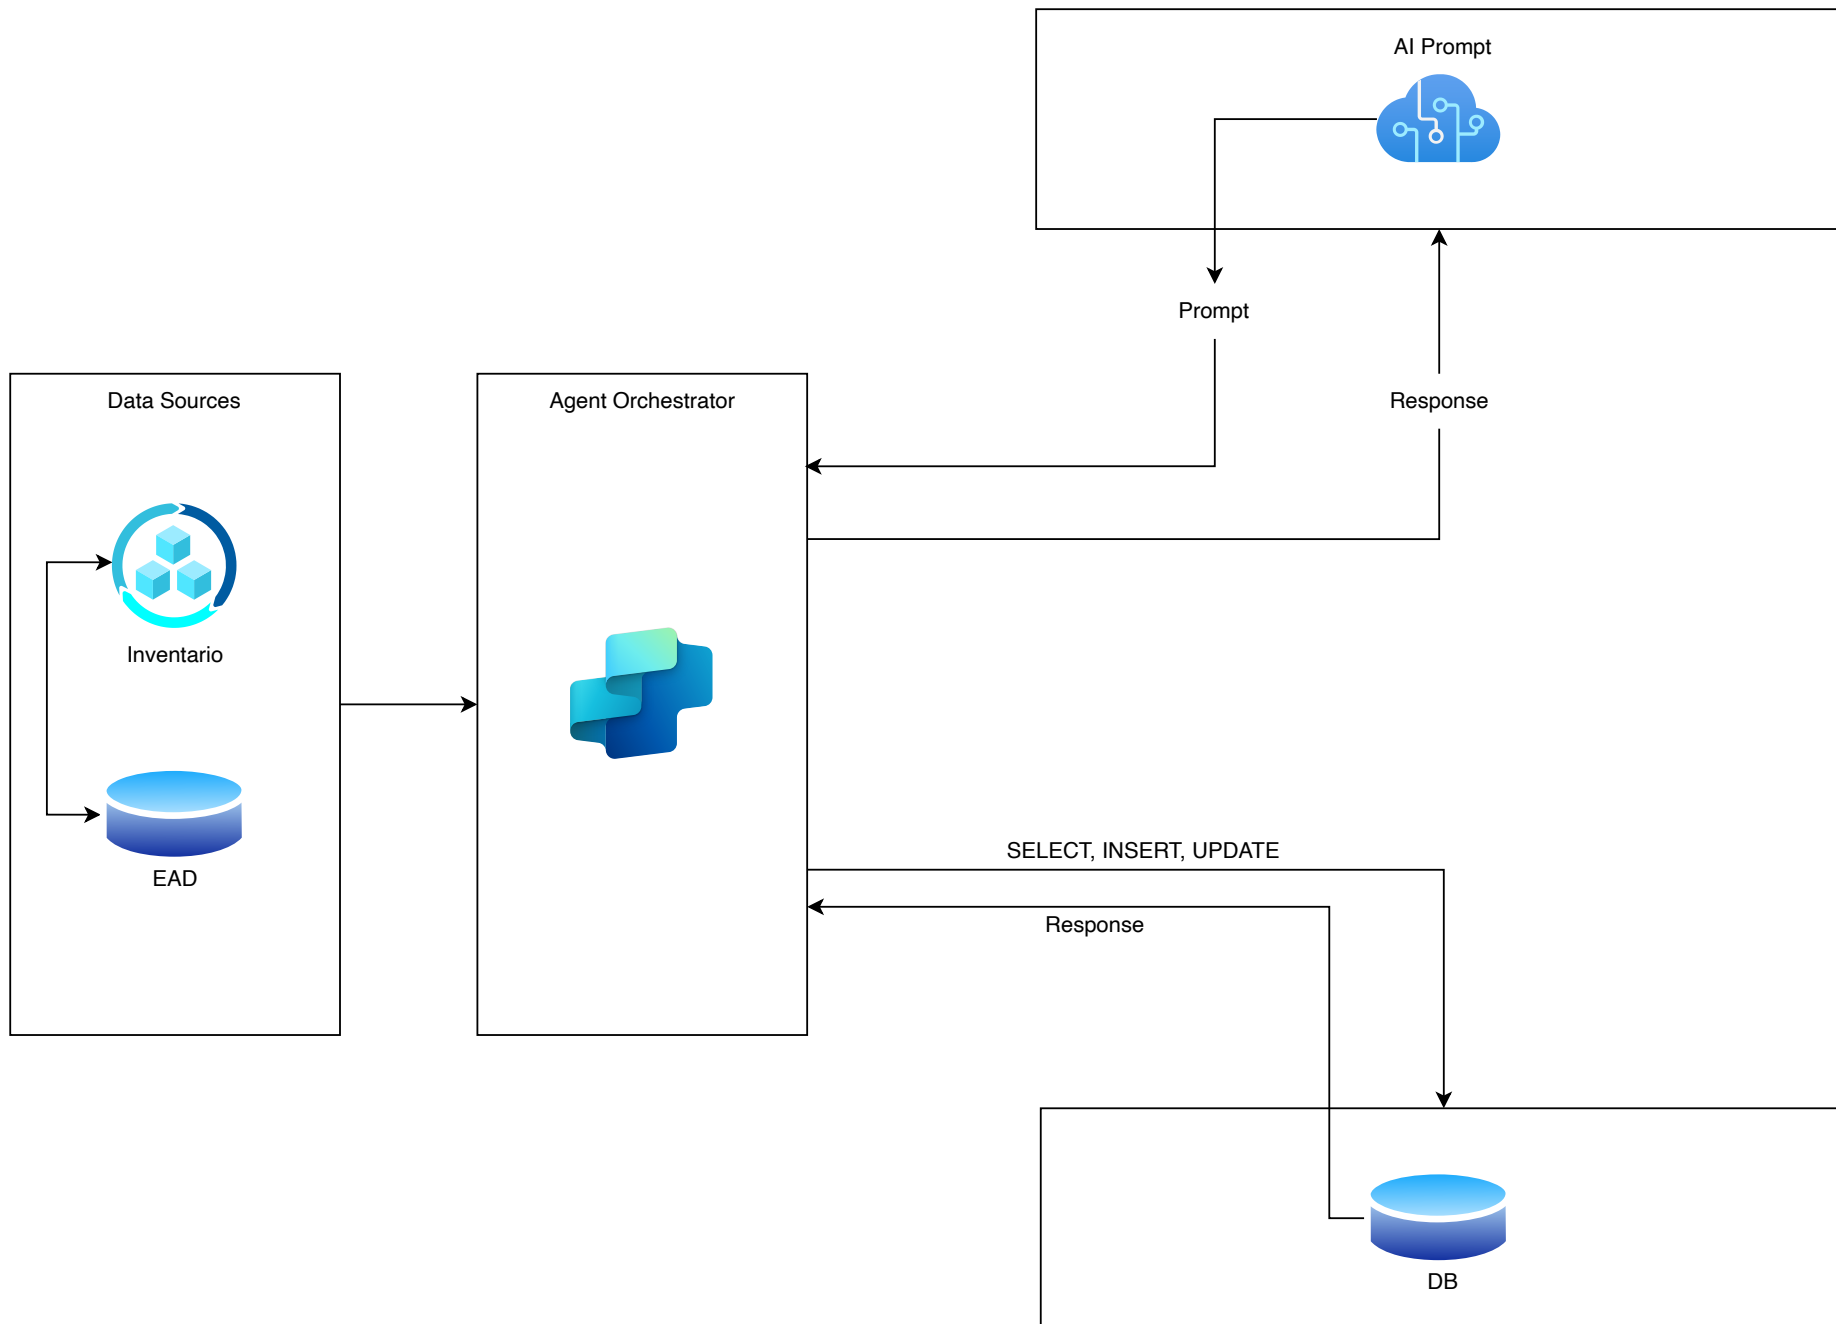 AI Prompt
Prompt
Data Sources
Agent Orchestrator
Response
Inventario
SELECT, INSERT, UPDATE
EAD
Response
DB